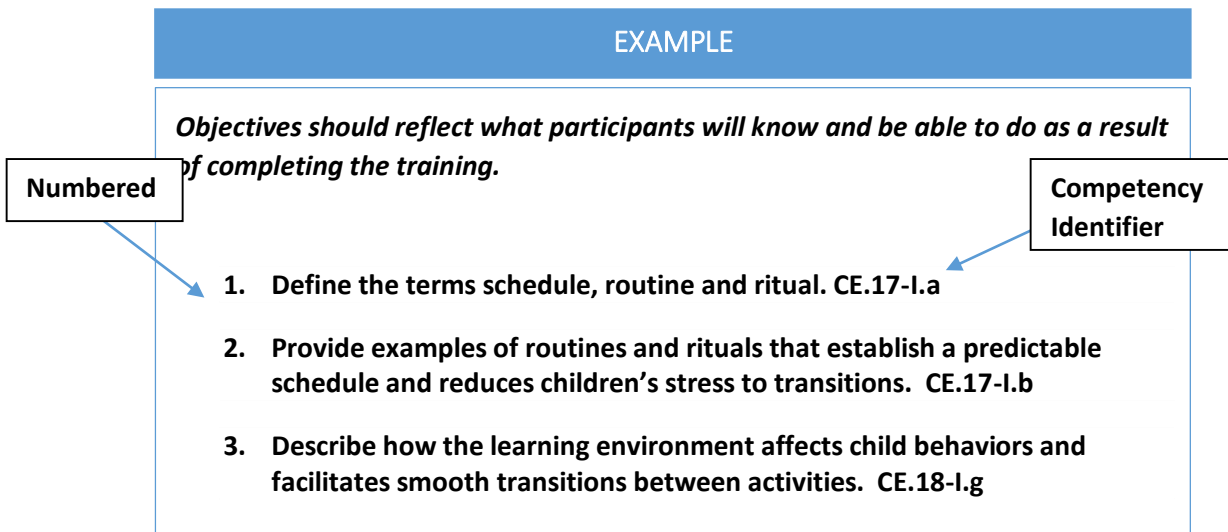 EXAMPLE
Objectives should reflect what participants will know and be able to do as a result
of completing the training.
Numbered
Competency
Identifier
1. Define the terms schedule, routine and ritual. CE.17-I.a
2. Provide examples of routines and rituals that establish a predictable
schedule and reduces children’s stress to transitions.  CE.17-I.b
3. Describe how the learning environment affects child behaviors and
facilitates smooth transitions between activities.  CE.18-I.g